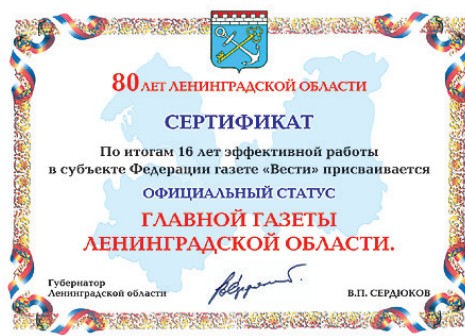 80 ЛЕТ ЛЕНИНГРАДСКОЙ ОБЛАСТИ
СЕРТИФИКАТ
По итогам 16 лет эффективной работы
в субъекте Федерации газете «Вести» присваивается
ОФИЦИАЛЬНЫЙ СТАТУС
ГЛАВНОЙ ГАЗЕТЫ
ЛЕНИНГРАДСКОЙ ОБЛАСТИ.
Губернатор
Ленинградской области
В.П. СЕРДЮКОВ